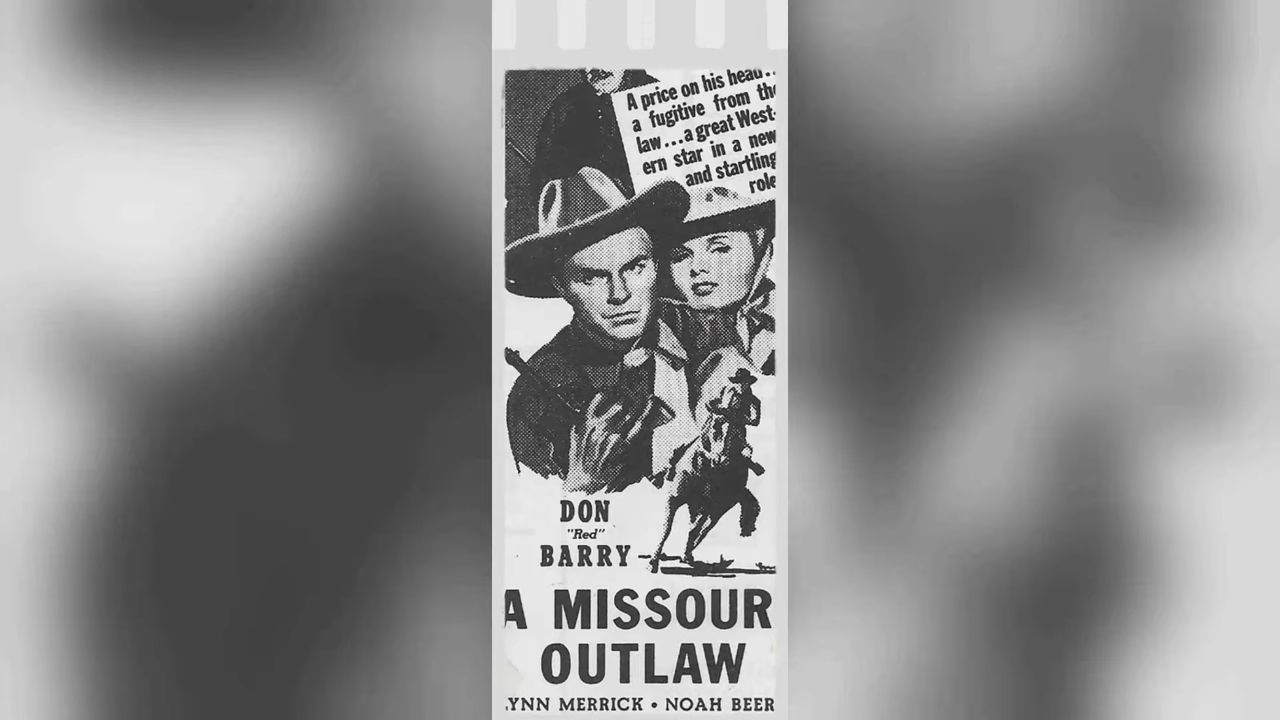 A price on his head..
a fugitive from the
law...a great West-
ern star in a new
and startling
role
DON
"Red"
BARRY
A MISSOUR
OUTLAW
YNN MERRICK • NOAH BEER